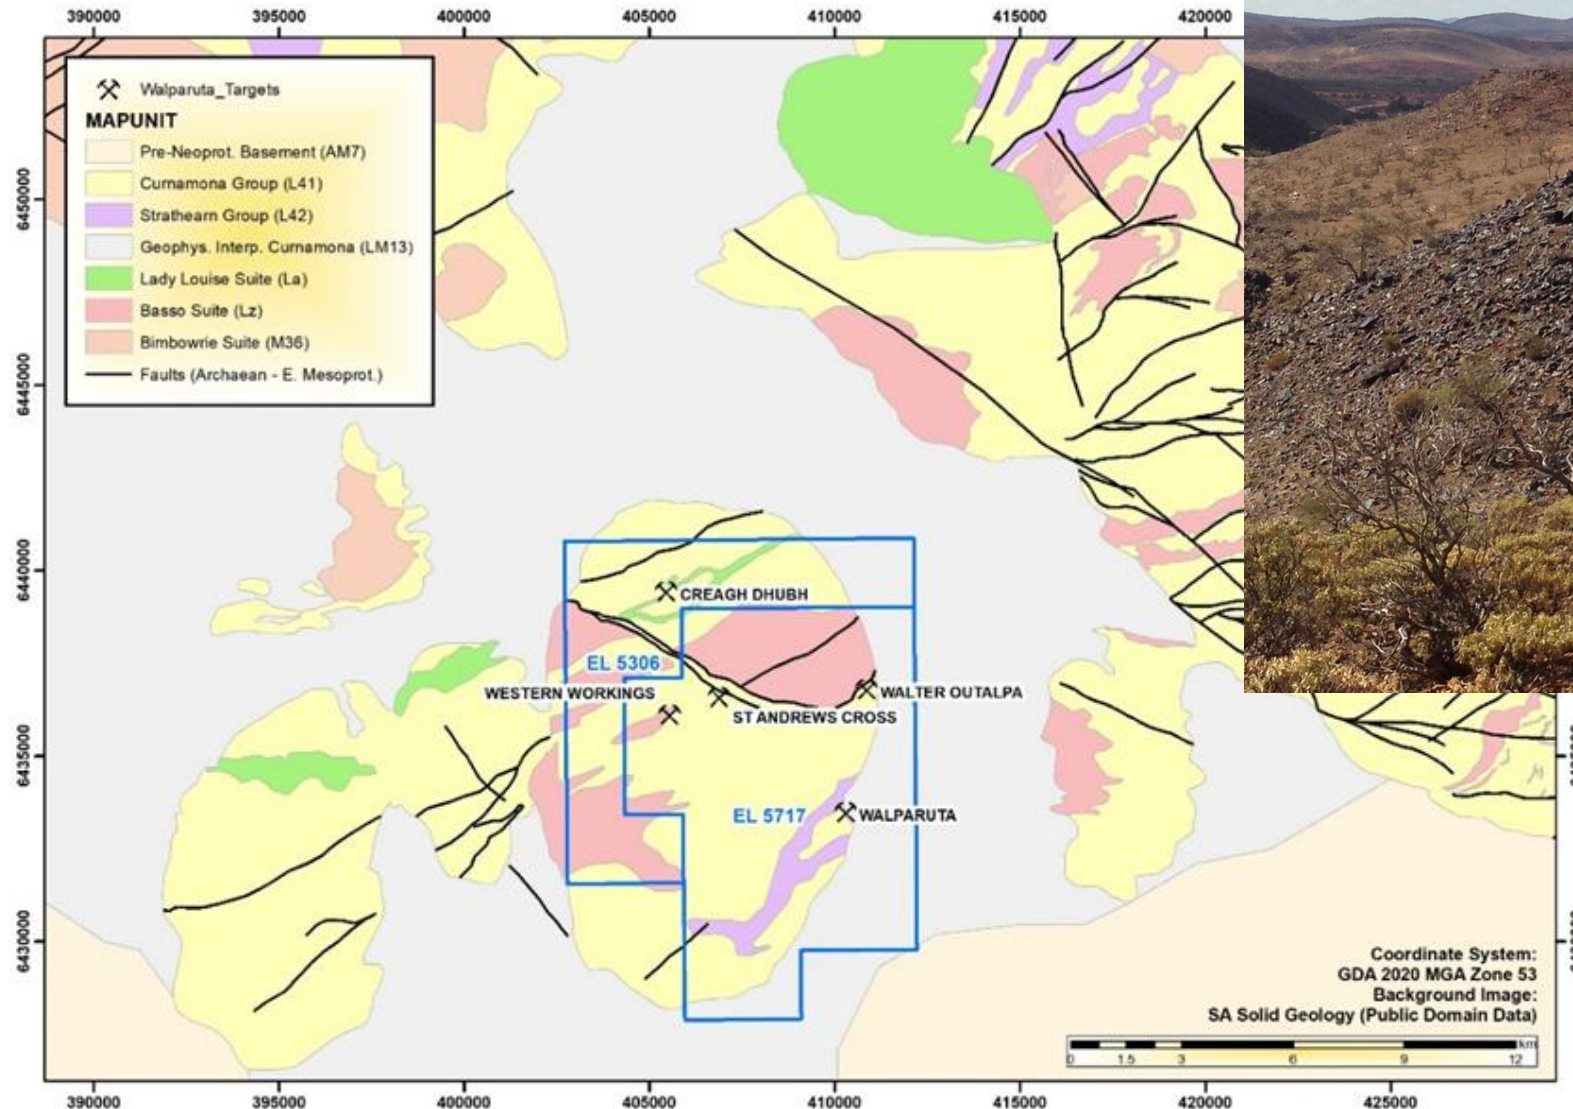 390000 395000 400000 405000 410000 415000 420000
Walparuta_Targets
MAPUNIT
Pre-Neoprot. Basement (AM7)
Curnamona Group (L41)
Strathearn Group (L42)
Geophys. Interp. Curnamona (LM13)
Lady Louise Suite (La)
Basso Suite (Lz)
Bimbowrie Suite (M36)
Faults (Archaean - E. Mesoprot.)
6450000
6445000
6440000
6435000
6430000
CREAGH DHUBH
EL 5306
WESTERN WORKINGS
WALTER OUTALPA
ST ANDREWS CROSS
EL 5717
WALPARUTA
Coordinate System:
GDA 2020 MGA Zone 53
Background Image:
SA Solid Geology (Public Domain Data)
km
0 1.5 3 6 9 12
390000 395000 400000 405000 410000 415000 420000 425000